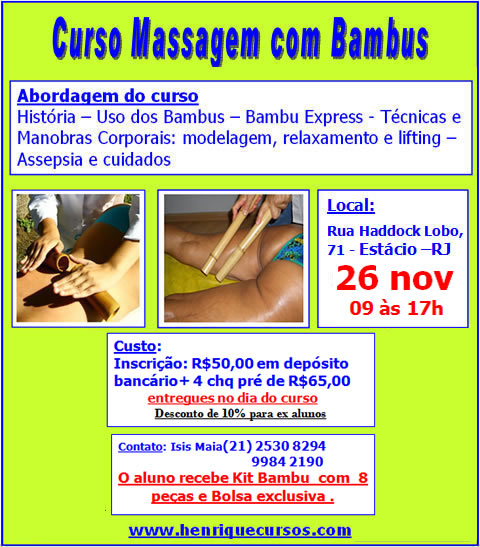 Curso Massagem com Bambus
Abordagem do curso
História – Uso dos Bambus – Bambu Express - Técnicas e
Manobras Corporais: modelagem, relaxamento e lifting –
Assepsia e cuidados
Local:
Rua Haddock Lobo,
71 - Estácio –RJ
26 nov
09 às 17h
Custo:
Inscrição: R$50,00 em depósito
bancário+ 4 chq pré de R$65,00
entregues no dia do curso
Desconto de 10% para ex alunos
Contato: Isis Maia(21) 2530 8294
9984 2190
O aluno recebe Kit Bambu com 8
peças e Bolsa exclusiva .
www.henriquecursos.com